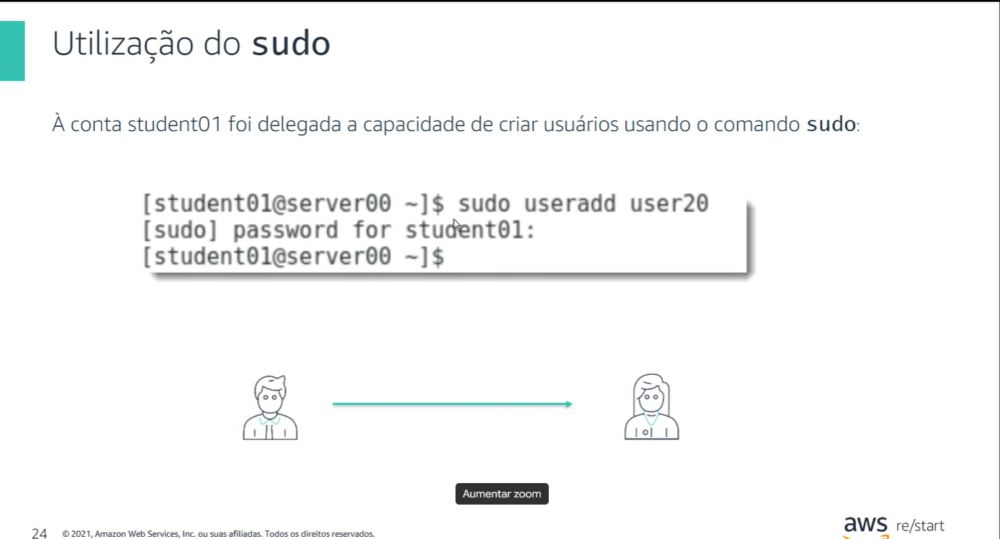 Utilização do sudo
À conta student01 foi delegada a capacidade de criar usuários usando o comando sudo:
[student01@server00 ~]$ sudo useradd user20
[sudo] password for student01:
[student01@server00 ~]$
Aumentar zoom
24 © 2021, Amazon Web Services, Inc. ou suas afiliadas. Todos os direitos reservados.
aws re/start